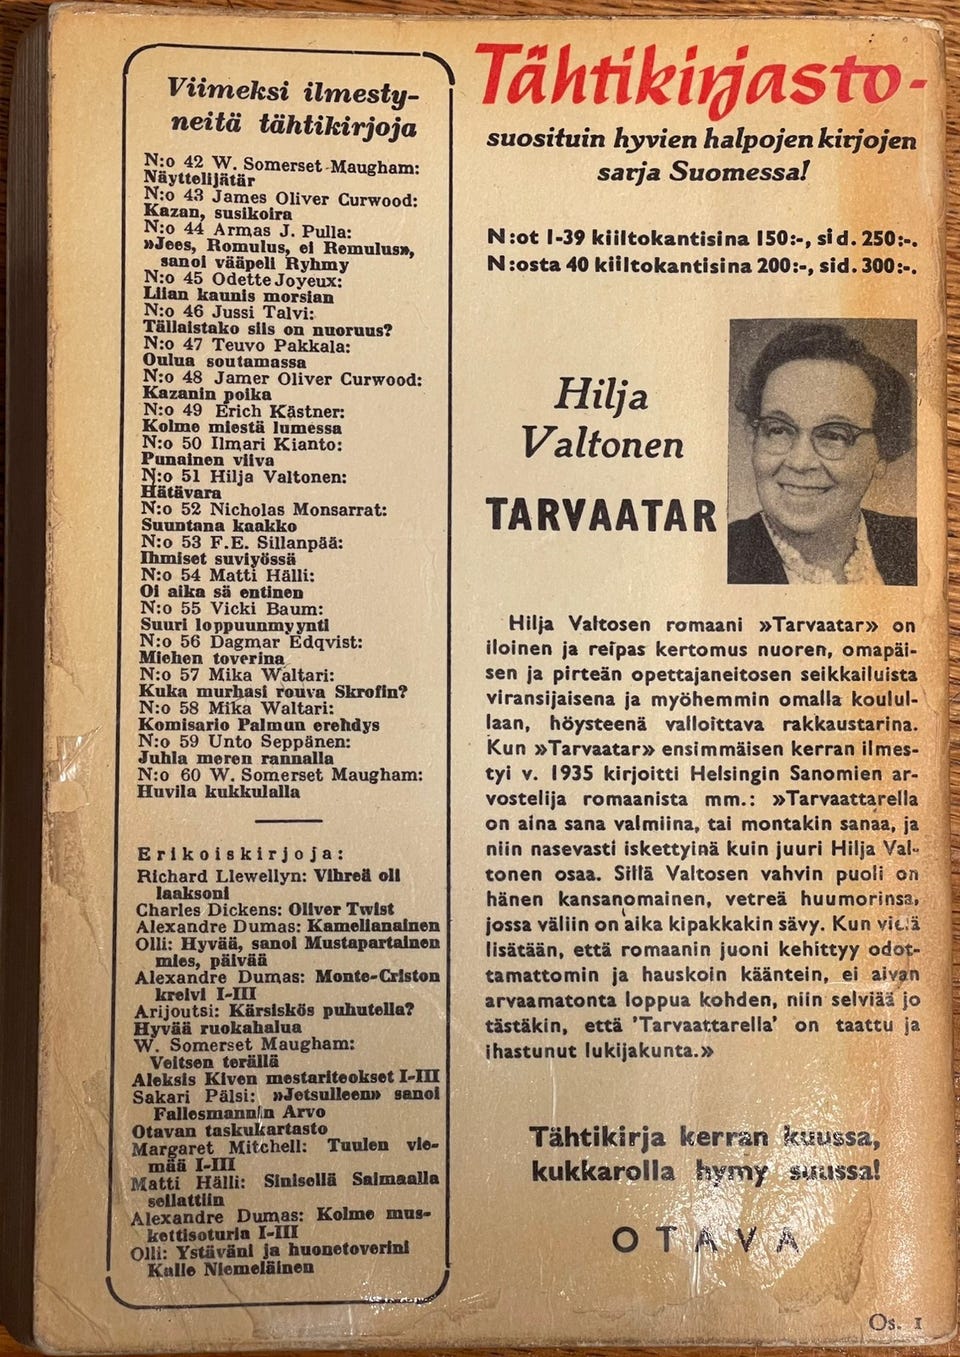 Viimeksi ilmesty-
neitä tähtikirjoja
N:o 42 W. Somerset Maugham:
Näyttelijätär
N:o 43 James Oliver Curwood:
Kazan, susikoira
N:o 44 Armas J. Pulla:
»Jees, Romulus, ei Remulus»,
sanoi vääpeli Ryhmy
N:o 45 Odette Joyeux:
Liian kaunis morsian
N:o 46 Jussi Talvi:
Tällaistako siis on nuoruus?
N:o 47 Teuvo Pakkala:
Oulua soutamassa
N:o 48 Jamer Oliver Curwood:
Kazanin poika
N:o 49 Erich Kästner:
Kolme miestä lumessa
N:o 50 Ilmari Kianto:
Punainen viiva
N:o 51 Hilja Valtonen:
Hätävara
N:o 52 Nicholas Monsarrat:
Suuntana kaakko
N:o 53 F.E. Sillanpää:
Ihmiset suviyössä
N:o 54 Matti Hälli:
Oi aika sä entinen
N:o 55 Vicki Baum:
Suuri loppuunmyynti
N:o 56 Dagmar Edqvist:
Miehen toverina
N:o 57 Mika Waltari:
Kuka murhasi rouva Skrofin?
N:o 58 Mika Waltari:
Komisario Palmun erehdys
N:o 59 Unto Seppänen:
Juhla meren rannalla
N:o 60 W. Somerset Maugham:
Huvila kukkulalla
Erikoiskirjoja:
Richard Llewellyn: Vihreä oli
laaksoni
Charles Dickens: Oliver Twist
Alexandre Dumas: Kamelianainen
Olli: Hyvää, sanoi Mustapartainen
mies, päivää
Alexandre Dumas: Monte-Criston
kreivi I-III
Arijoutsi: Kärsiskös puhutella?
Hyvää ruokahalua
W. Somerset Maugham:
Veitsen terällä
Aleksis Kiven mestariteokset I-III
Sakari Pälsi: »Jetsulleen» sanoi
Fallesmannin Arvo
Otavan taskukartasto
Margaret Mitchell: Tuulen vie-
mää I-III
Matti Hälli: Sinisellä Saimaalla
seilattiin
Alexandre Dumas: Kolme mus-
kettisoturia I-III
Olli: Ystäväni ja huonetoverini
Kalle Niemeläinen
Tähtikirjasto-
suosituin hyvien halpojen kirjojen
sarja Suomessa!
N:ot 1-39 kiiltokantisina 150:-, sid. 250:-.
N:osta 40 kiiltokantisina 200:-, sid. 300:-.
Hilja
Valtonen
TARVAATAR
Hilja Valtosen romaani »Tarvaatar» on
iloinen ja reipas kertomus nuoren, omapäi-
sen ja pirteän opettajaneitosen seikkailuista
viransijaisena ja myöhemmin omalla koulul-
laan, höysteenä valloittava rakkaustarina.
Kun »Tarvaatar» ensimmäisen kerran ilmes-
tyi v. 1935 kirjoitti Helsingin Sanomien ar-
vostelija romaanista mm.: »Tarvaattarella
on aina sana valmiina, tai montakin sanaa, ja
niin nasevasti iskettyinä kuin juuri Hilja Val-
tonen osaa. Sillä Valtosen vahvin puoli on
hänen kansanomainen, vetreä huumorinsa,
jossa väliin on aika kipakkakin sävy. Kun vielä
lisätään, että romaanin juoni kehittyy odot-
tamattomin ja hauskoin kääntein, ei aivan
arvaamatonta loppua kohden, niin selviää jo
tästäkin, että 'Tarvaattarella' on taattu ja
ihastunut lukijakunta.»
Tähtikirja kerran kuussa,
kukkarolla hymy suussa!
OTAVA
Os. 1